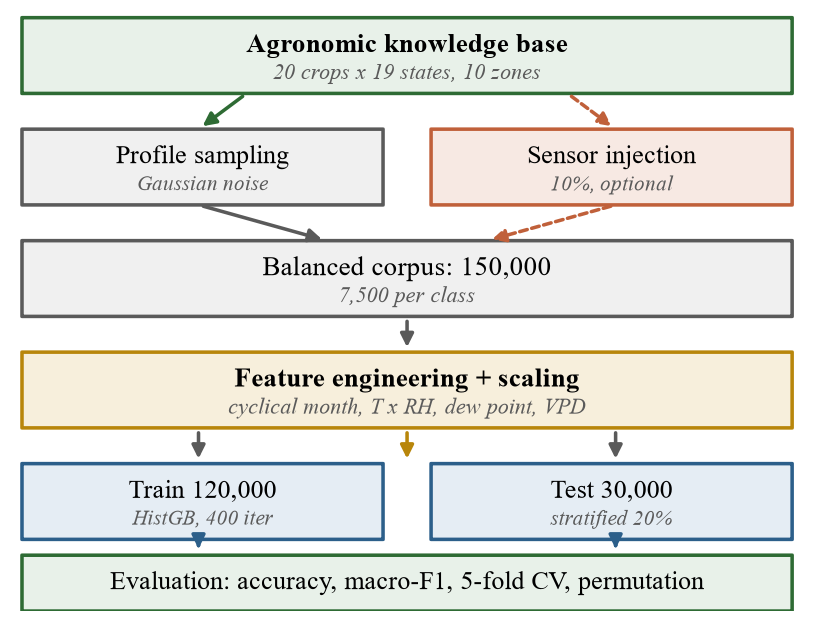 Agronomic knowledge base
20 crops x 19 states, 10 zones
Profile sampling
Gaussian noise
Sensor injection
10%, optional
Balanced corpus: 150,000
7,500 per class
Feature engineering + scaling
cyclical month, T x RH, dew point, VPD
Train 120,000
HistGB, 400 iter
Test 30,000
stratified 20%
Evaluation: accuracy, macro-F1, 5-fold CV, permutation